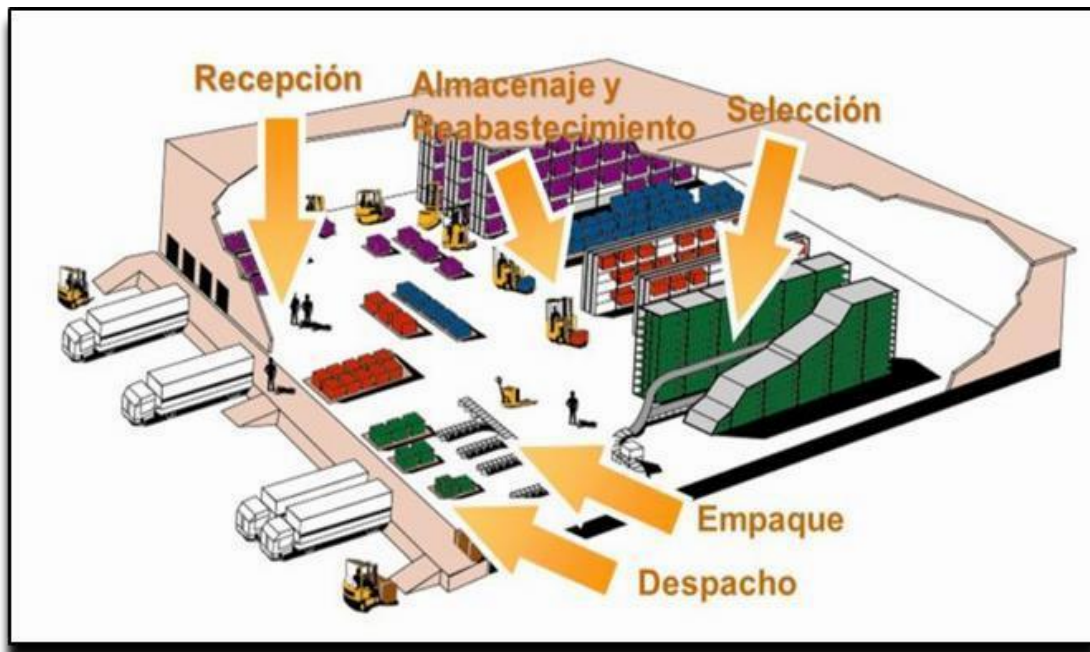 Recepción
Almacenaje y
Reabastecimiento
Selección
Empaque
Despacho